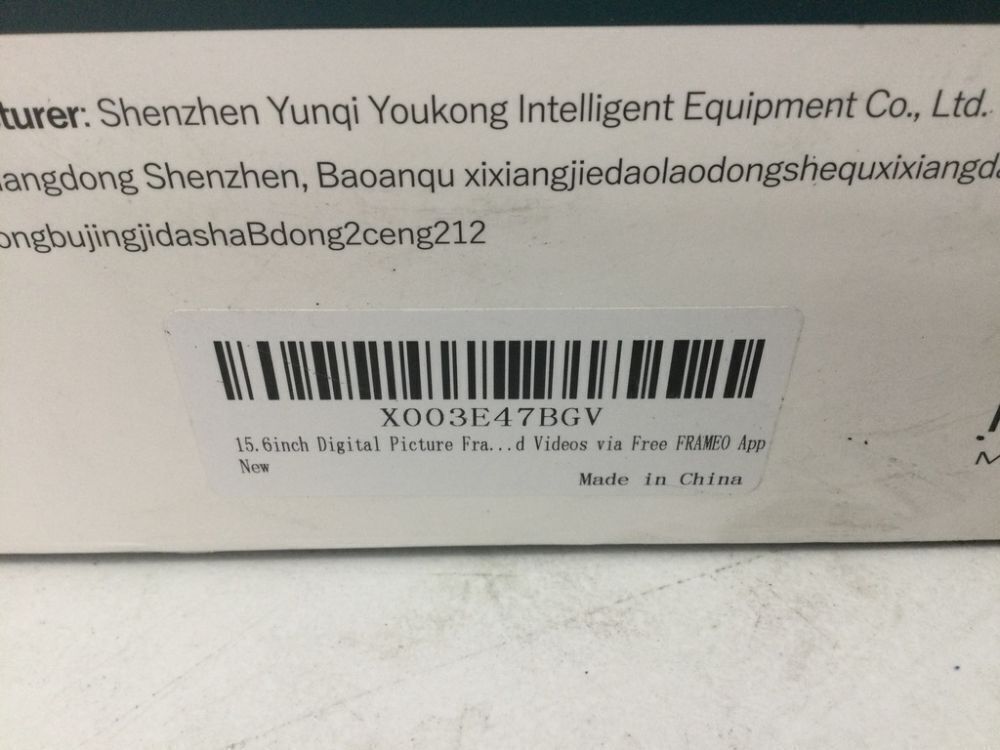 turer: Shenzhen Yunqi Youkong Intelligent Equipment Co., Ltd.
angdong Shenzhen, Baoanqu xixiangjiedaolaodongshequxixiangda
ongbujingjidashaBdong2ceng212
X003E47BGV
15.6inch Digital Picture Fra...d Videos via Free FRAMEO App
New
Made in China